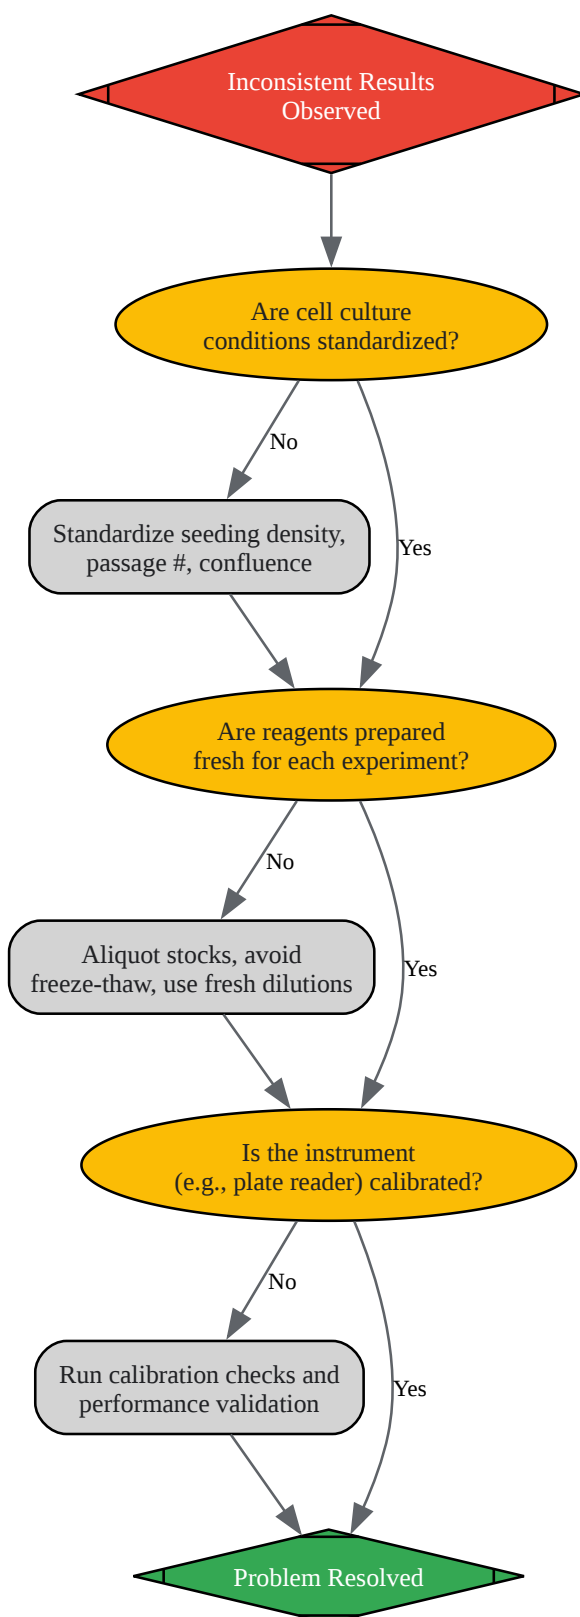 Inconsistent Results
Observed
Are cell culture
conditions standardized?
No
Standardize seeding density,
passage #, confluence
Yes
Are reagents prepared
fresh for each experiment?
No
Aliquot stocks, avoid
freeze-thaw, use fresh dilutions
Yes
Is the instrument
(e.g., plate reader) calibrated?
No
Run calibration checks and
performance validation
Yes
Problem Resolved